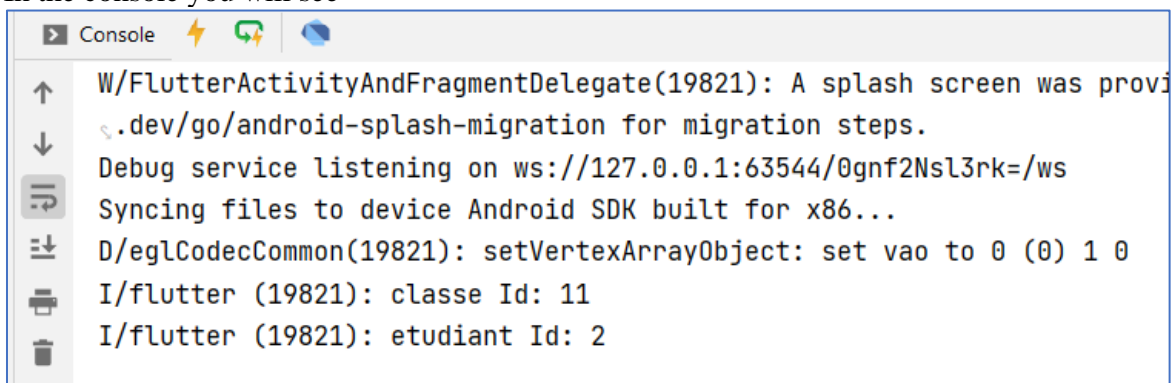 In the console you will see
Console
W/FlutterActivityAndFragmentDelegate(19821): A splash screen was provi
.dev/go/android-splash-migration for migration steps.
Debug service listening on ws://127.0.0.1:63544/0gnf2Nsl3rk=/ws
Syncing files to device Android SDK built for x86...
D/eglCodecCommon(19821): setVertexArrayObject: set vao to 0 (0) 1 0
I/flutter (19821): classe Id: 11
I/flutter (19821): etudiant Id: 2